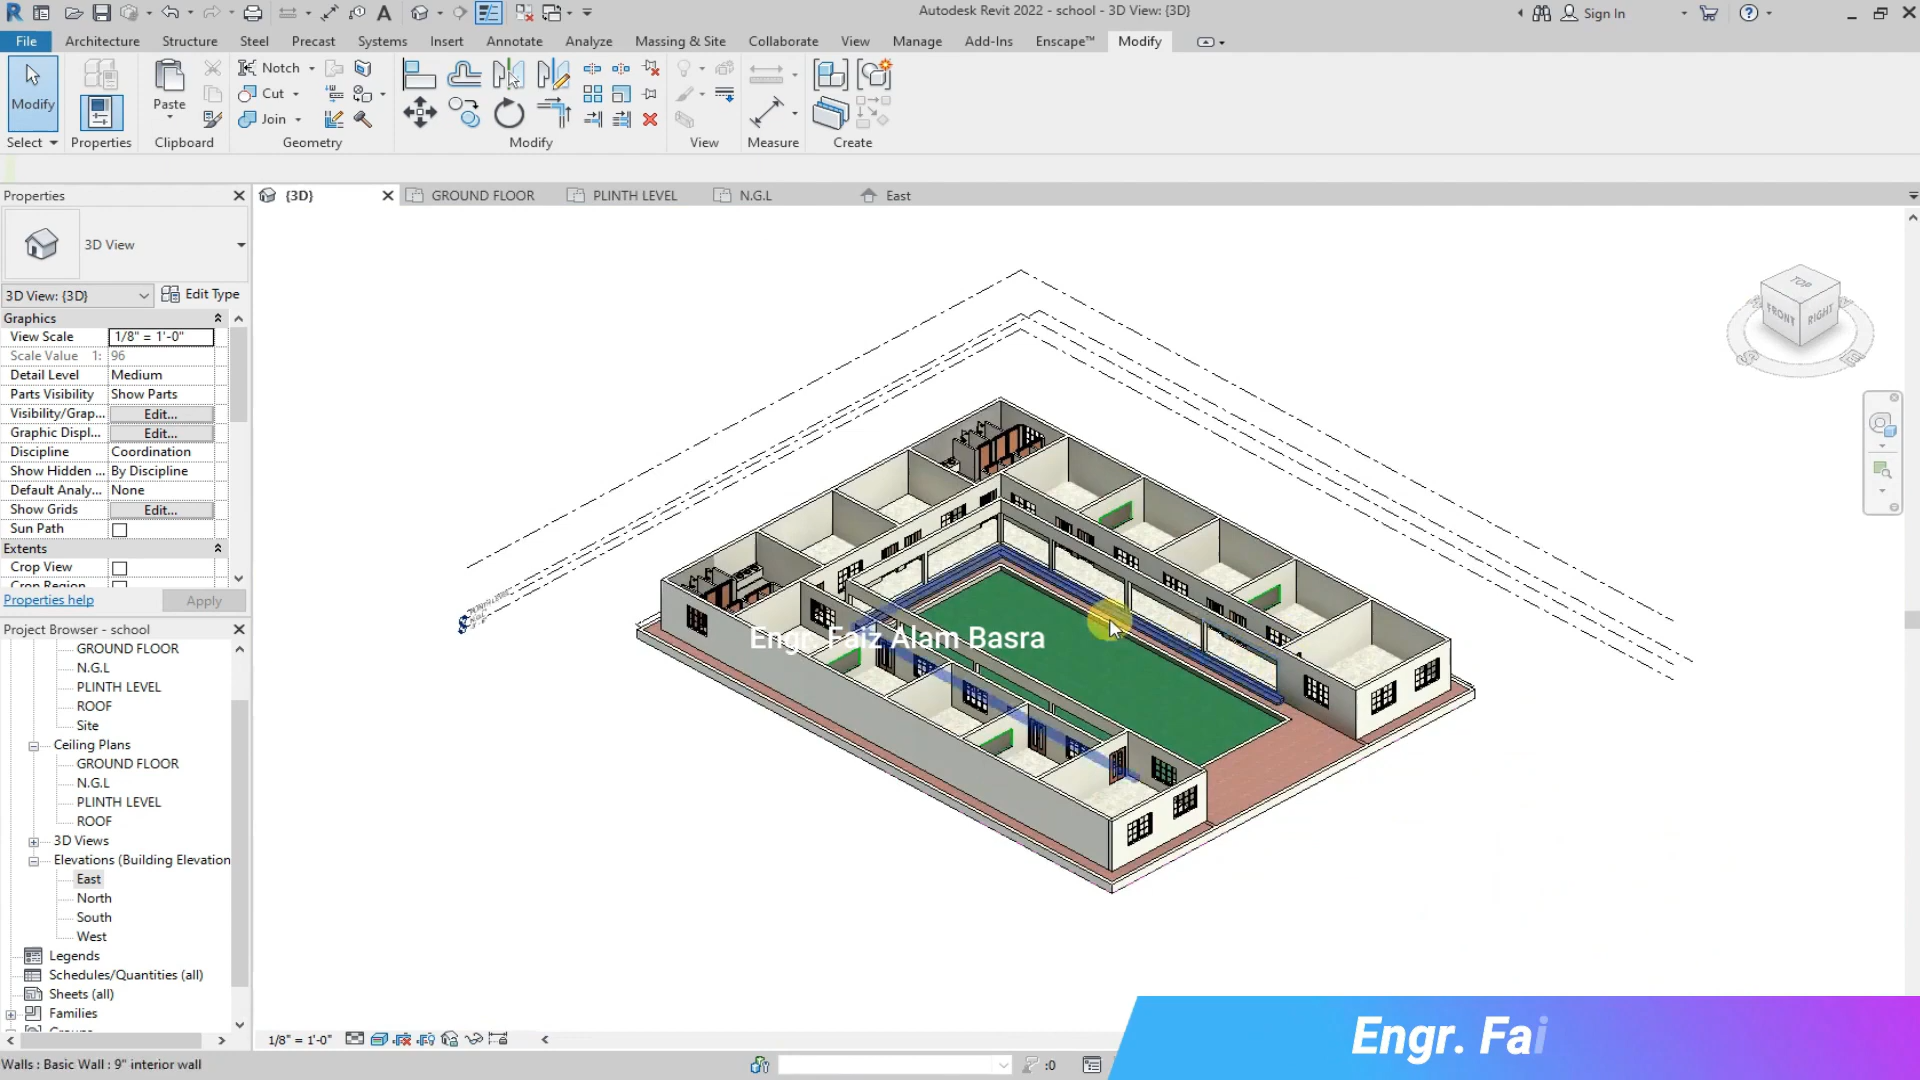 Autodesk Revit 2022 - school - 3D View: {3D}
Sign In
File
Architecture
Structure
Steel
Precast
Systems
Insert
Annotate
Analyze
Massing & Site
Collaborate
View
Manage
Add-Ins
Enscape™
Modify
Modify
Paste
Notch
Cut
Join
Select
Properties
Clipboard
Geometry
Modify
View
Measure
Create
Properties
{3D}
GROUND FLOOR
PLINTH LEVEL
N.G.L
East
3D View
3D View: {3D}
Edit Type
Graphics
View Scale
1/8" = 1'-0"
Scale Value 1:
96
Detail Level
Medium
Parts Visibility
Show Parts
Visibility/Grap...
Edit...
Graphic Displ...
Edit...
Discipline
Coordination
Show Hidden ...
By Discipline
Default Analy...
None
Show Grids
Edit...
Sun Path
Extents
Crop View
Crop Region
Properties help
Apply
Project Browser - school
GROUND FLOOR
N.G.L
PLINTH LEVEL
ROOF
Site
Ceiling Plans
GROUND FLOOR
N.G.L
PLINTH LEVEL
ROOF
3D Views
Elevations (Building Elevation
East
North
South
West
Legends
Schedules/Quantities (all)
Sheets (all)
Families
Groups
TOP
FRONT
RIGHT
Engr. Faiz Alam Basra
1/8" = 1'-0"
Walls : Basic Wall : 9" interior wall
:0
Engr. Fai